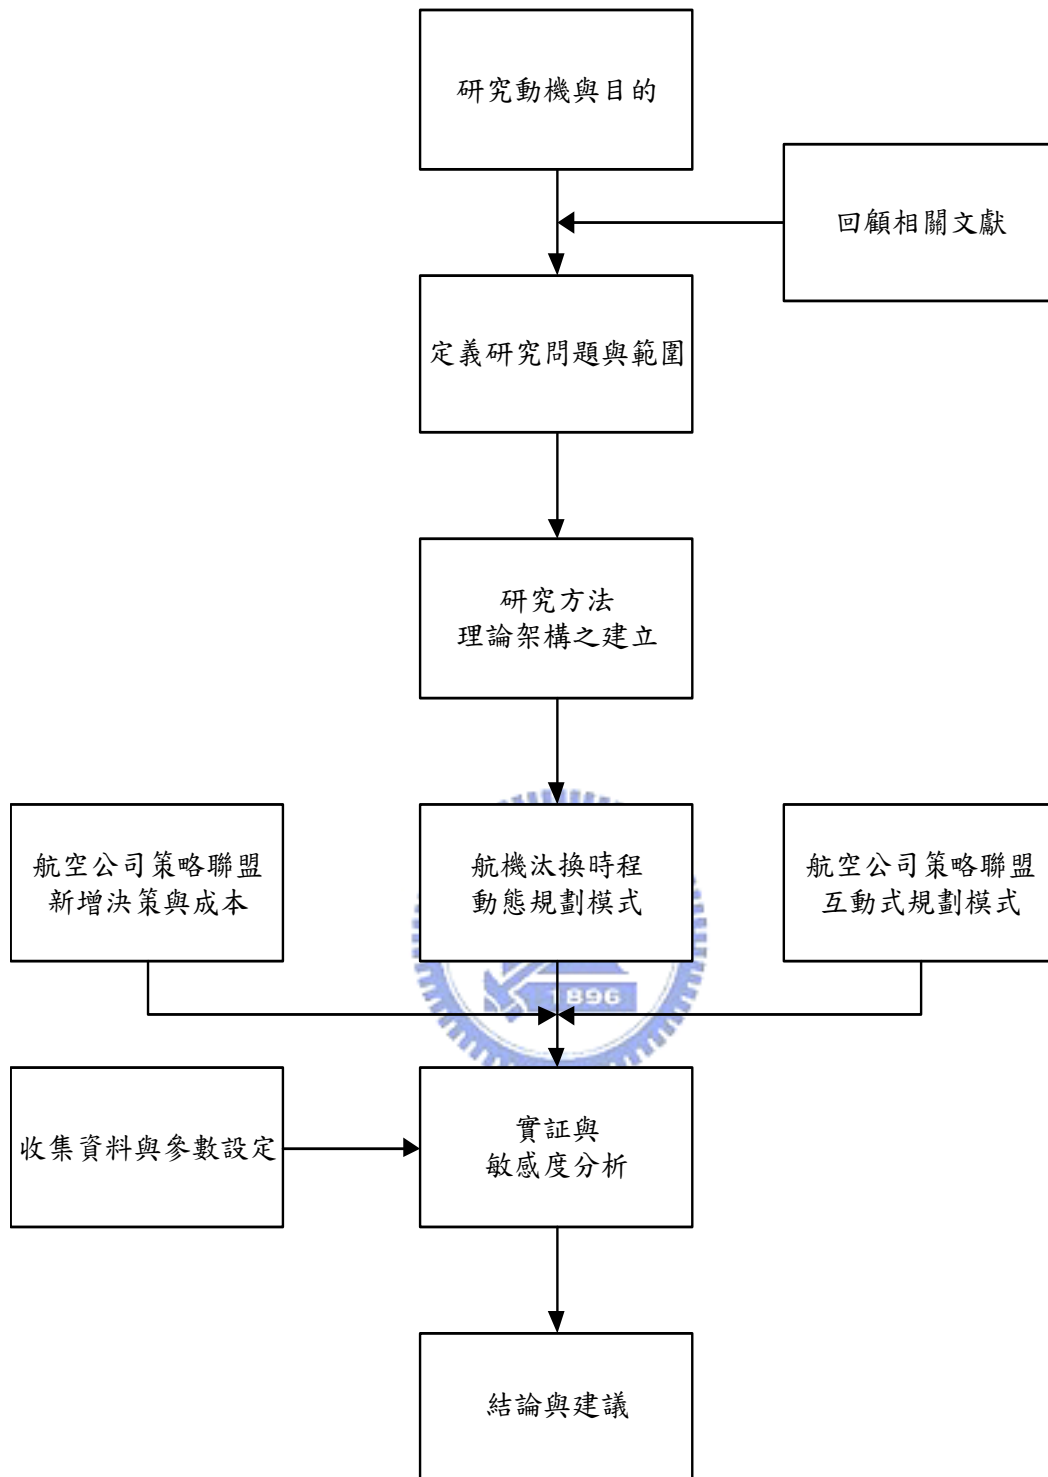 研究動機與目的
回顧相關文獻
定義研究問題與範圍
研究方法
理論架構之建立
航空公司策略聯盟
新增決策與成本
航機汰換時程
動態規劃模式
航空公司策略聯盟
互動式規劃模式
1896
收集資料與參數設定
實証與
敏感度分析
結論與建議